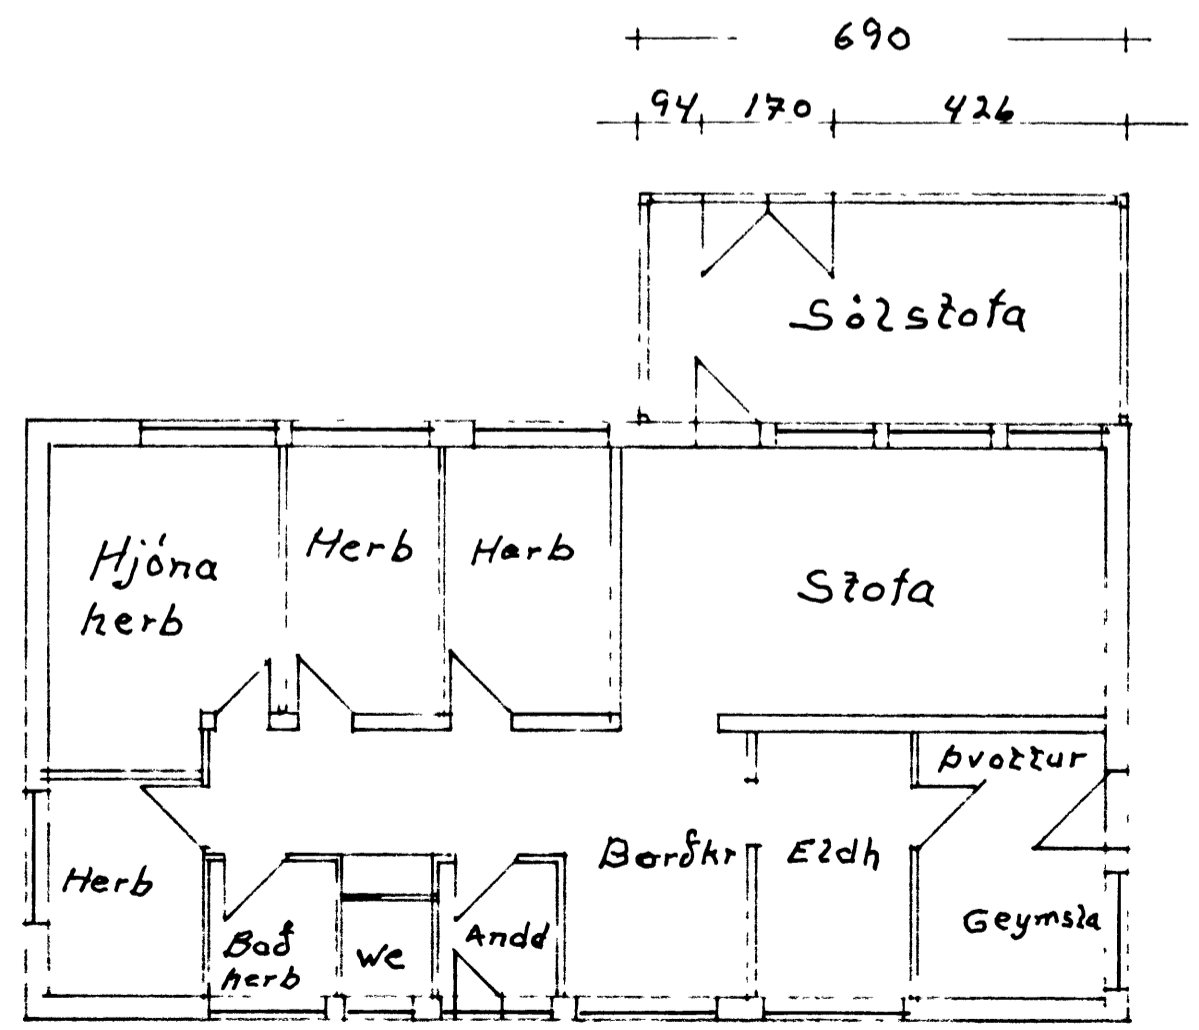 690
94 170 426
Sólstofa
Hjóna
herb
Herb
Herb
Stofa
Þvottur
Herb
Borðkr
Eldh
Bað
herb
WC
Andd
Geymsla